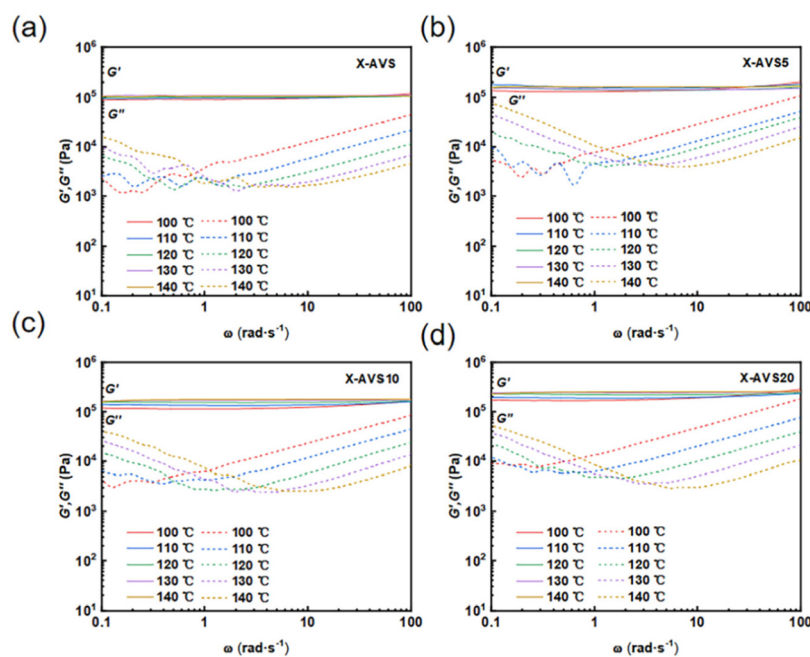 (a)
10⁶
G'
X-AVS
10⁵
G''
10⁴
10³
10²
10¹
G',G'' (Pa)
100 ℃ 100 ℃
110 ℃ 110 ℃
120 ℃ 120 ℃
130 ℃ 130 ℃
140 ℃ 140 ℃
0.1 1 10 100
ω (rad·s⁻¹)
(b)
10⁶
G'
X-AVS5
10⁵
G''
10⁴
10³
10²
10¹
G',G'' (Pa)
100 ℃ 100 ℃
110 ℃ 110 ℃
120 ℃ 120 ℃
130 ℃ 130 ℃
140 ℃ 140 ℃
0.1 1 10 100
ω (rad·s⁻¹)
(c)
10⁶
G'
X-AVS10
10⁵
G''
10⁴
10³
10²
10¹
G',G'' (Pa)
100 ℃ 100 ℃
110 ℃ 110 ℃
120 ℃ 120 ℃
130 ℃ 130 ℃
140 ℃ 140 ℃
0.1 1 10 100
ω (rad·s⁻¹)
(d)
10⁶
G'
X-AVS20
10⁵
G''
10⁴
10³
10²
10¹
G',G'' (Pa)
100 ℃ 100 ℃
110 ℃ 110 ℃
120 ℃ 120 ℃
130 ℃ 130 ℃
140 ℃ 140 ℃
0.1 1 10 100
ω (rad·s⁻¹)